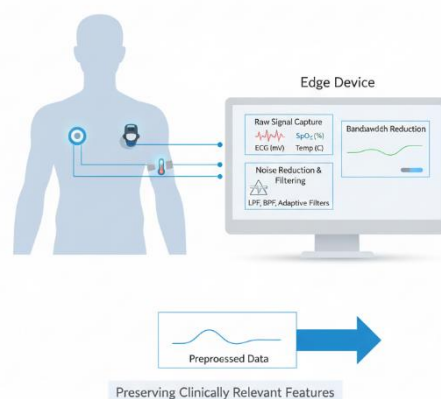 Edge Device
Raw Signal Capture
SpO₂ (%)
ECG (mV)
Temp (C)
Bandwidth Reduction
Noise Reduction &
Filtering
LPF, BPF, Adaptive Filters
Preprocessed Data
Preserving Clinically Relevant Features